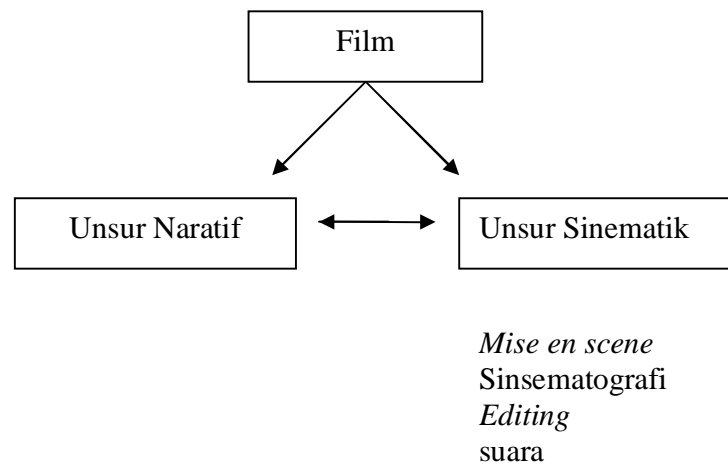 Film
Unsur Naratif
Unsur Sinematik
Mise en scene
Sinsematografi
Editing
suara